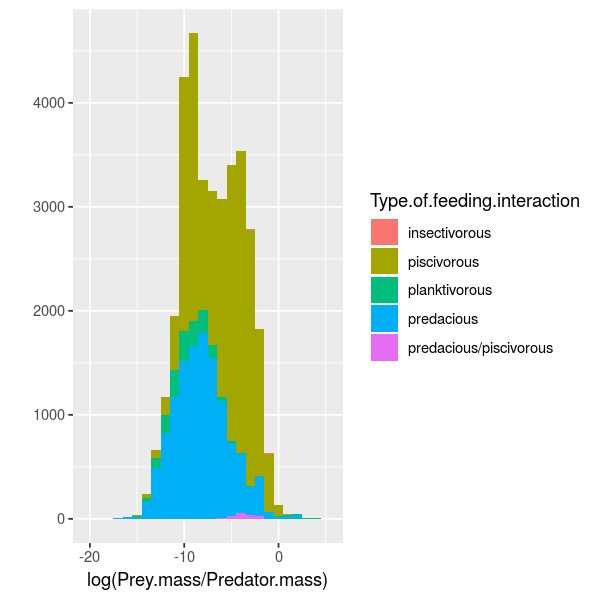 4000
3000
2000
1000
0
-20 -10 0
log(Prey.mass/Predator.mass)
Type.of.feeding.interaction
insectivorous
piscivorous
planktivorous
predacious
predacious/piscivorous